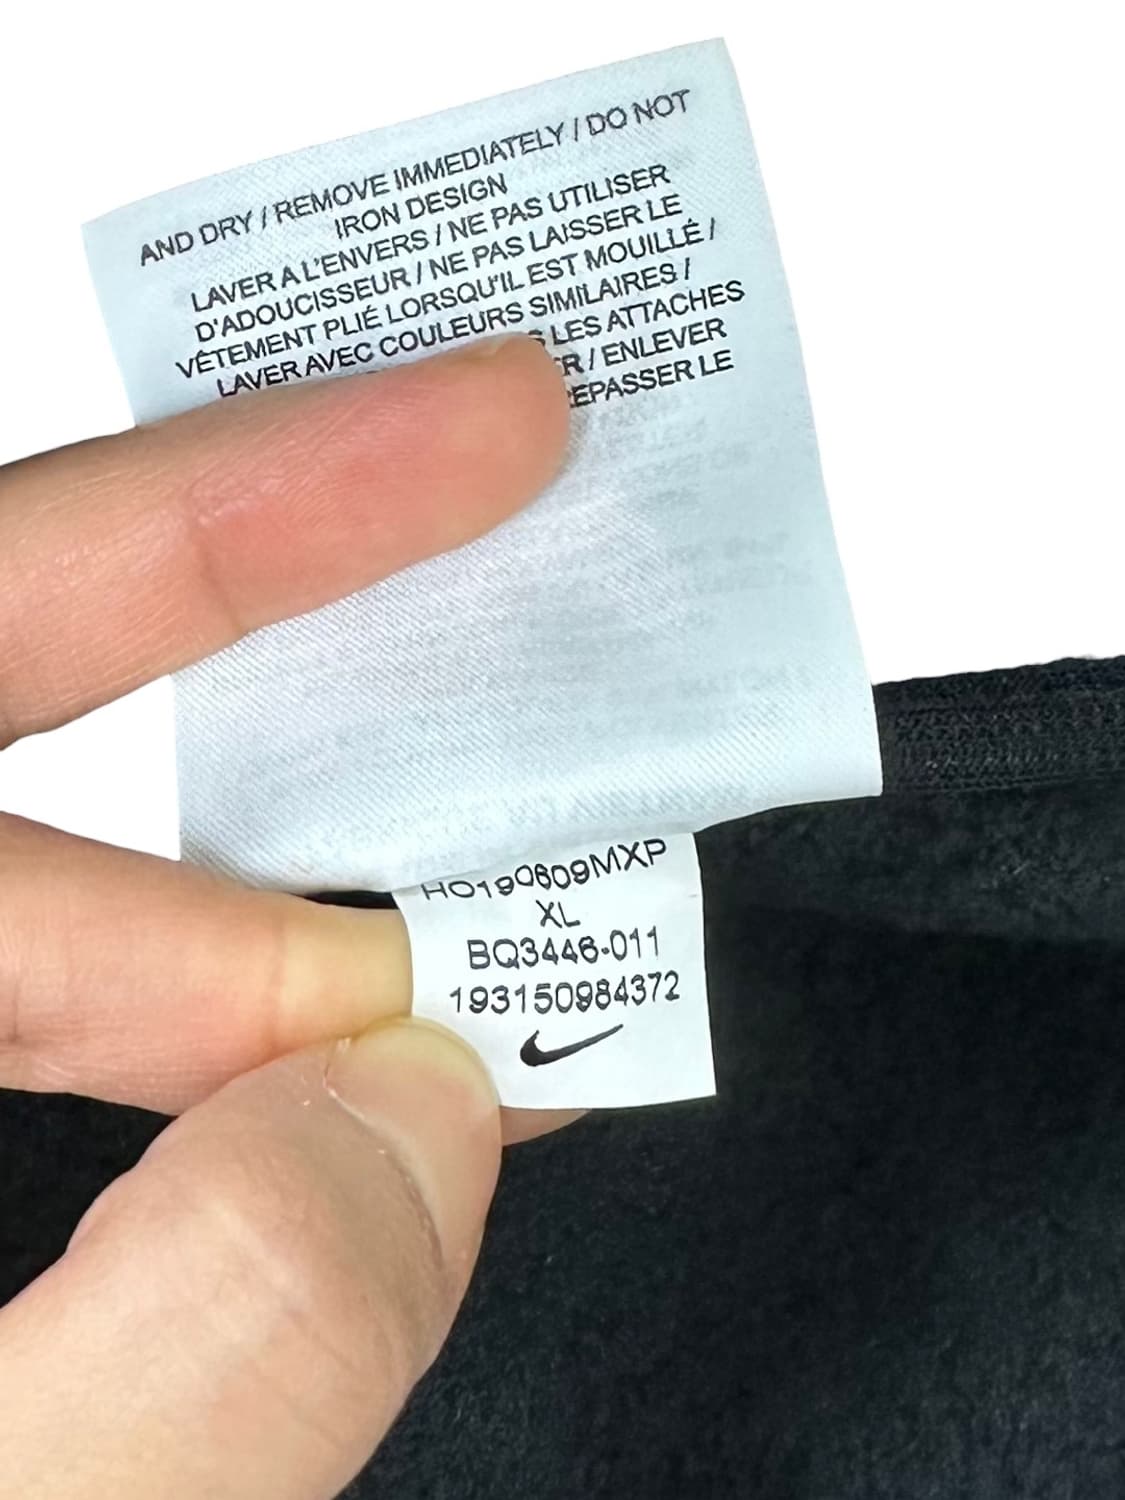 AND DRY / REMOVE IMMEDIATELY / DO NOT
IRON DESIGN
LAVER A L'ENVERS / NE PAS UTILISER
D'ADOUCISSEUR / NE PAS LAISSER LE
VÊTEMENT PLIÉ LORSQU'IL EST MOUILLÉ /
LAVER AVEC COULEURS SIMILAIRES /
LES ATTACHES
/ ENLEVER
LE
HO190609MXP
XL
BQ3446-011
193150984372